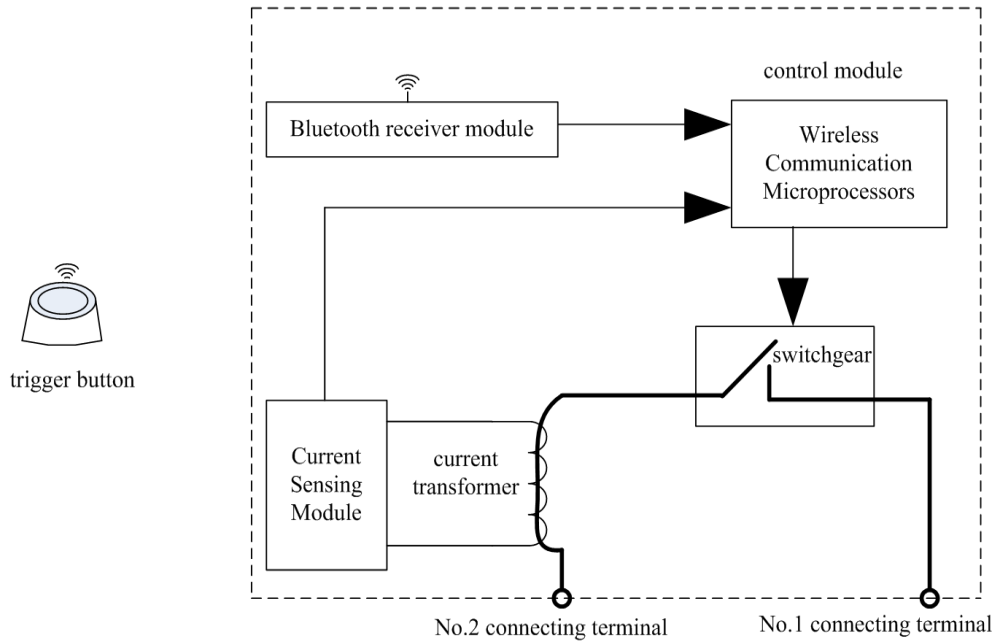 control module
Bluetooth receiver module
Wireless
Communication
Microprocessors
trigger button
switchgear
Current
Sensing
Module
current
transformer
No.2 connecting terminal
No.1 connecting terminal